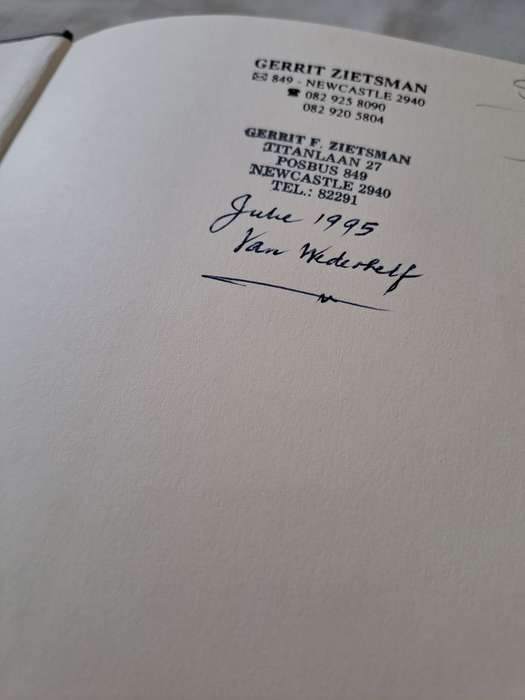 GERRIT ZIETSMAN
✉ 849 - NEWCASTLE 2940
☎ 082 925 8090
082 920 5804
GERRIT F. ZIETSMAN
TITANLAAN 27
POSBUS 849
NEWCASTLE 2940
TEL.: 82291
Julie 1995
Van Wederhelf